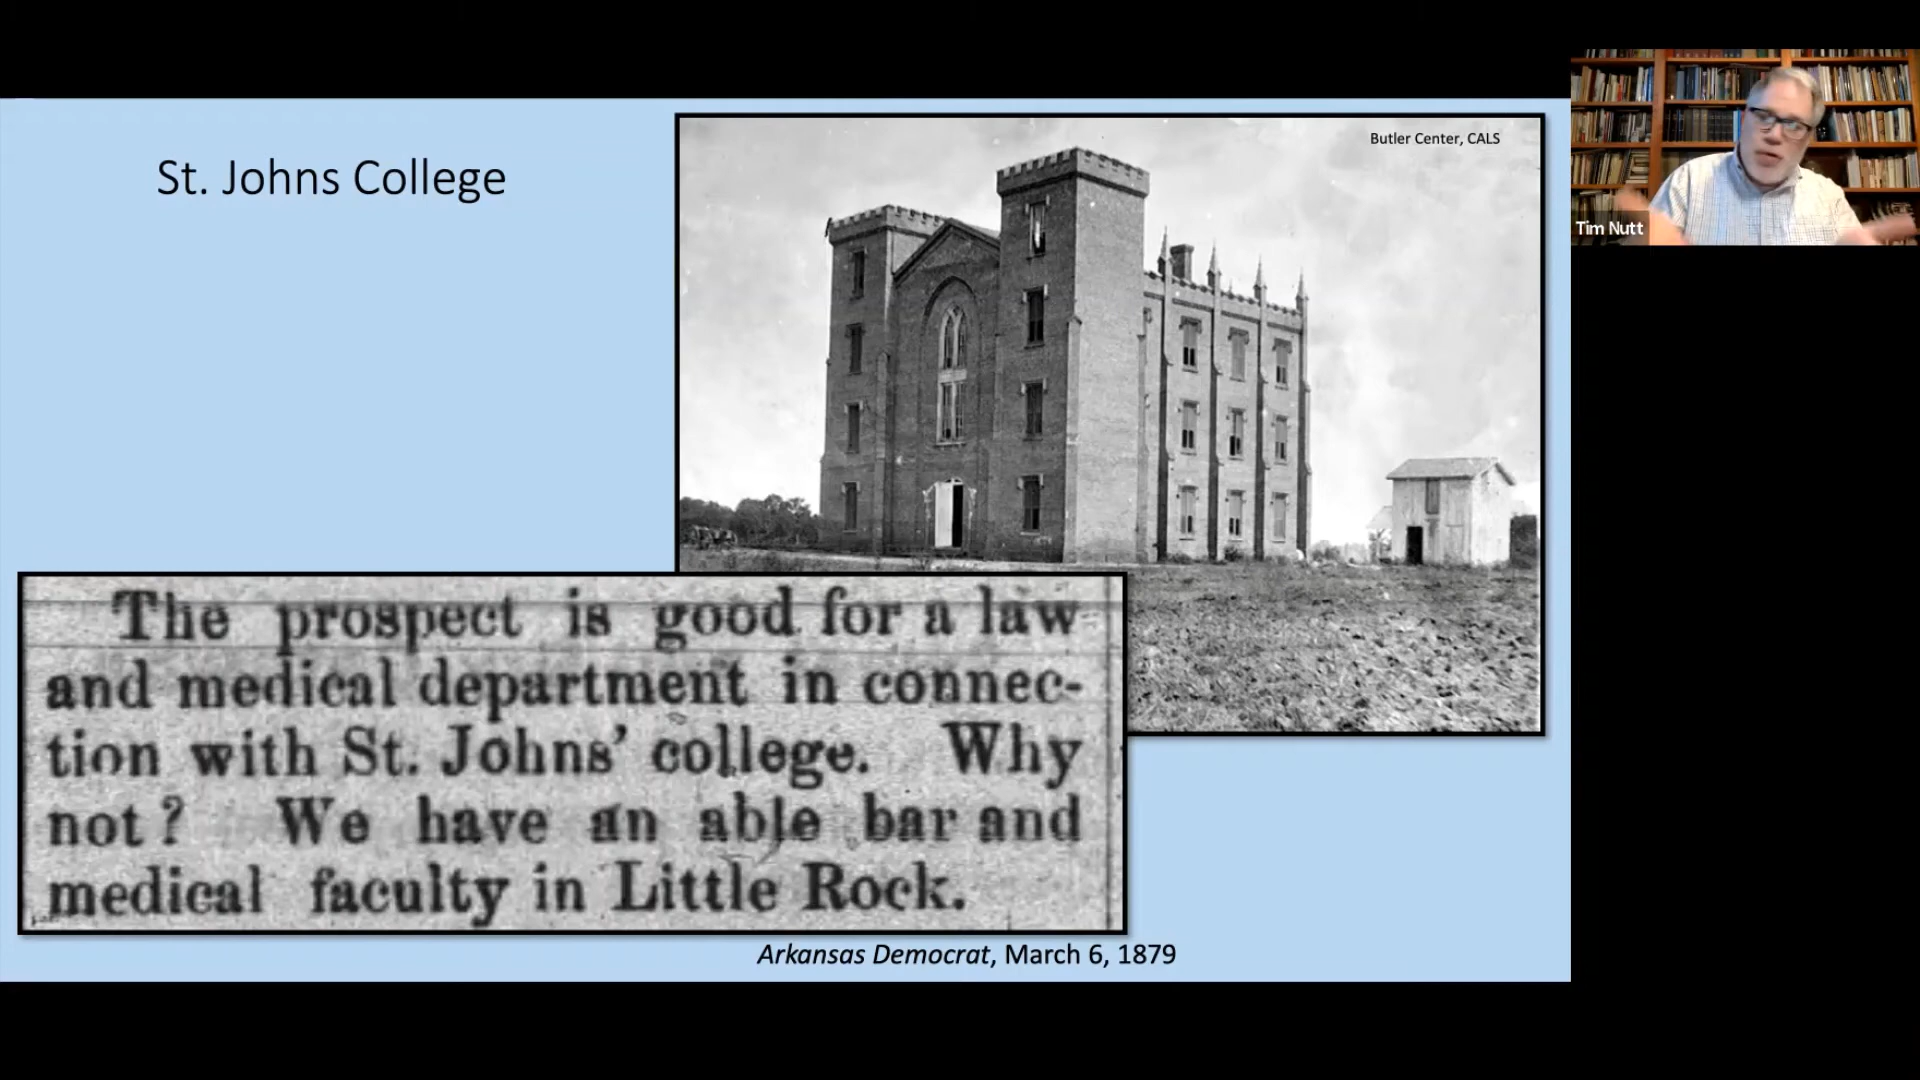 St. Johns College
Butler Center, CALS
Tim Nutt
The prospect is good for a law
and medical department in connec-
tion with St. Johns' college. Why
not? We have an able bar and
medical faculty in Little Rock.
Arkansas Democrat, March 6, 1879